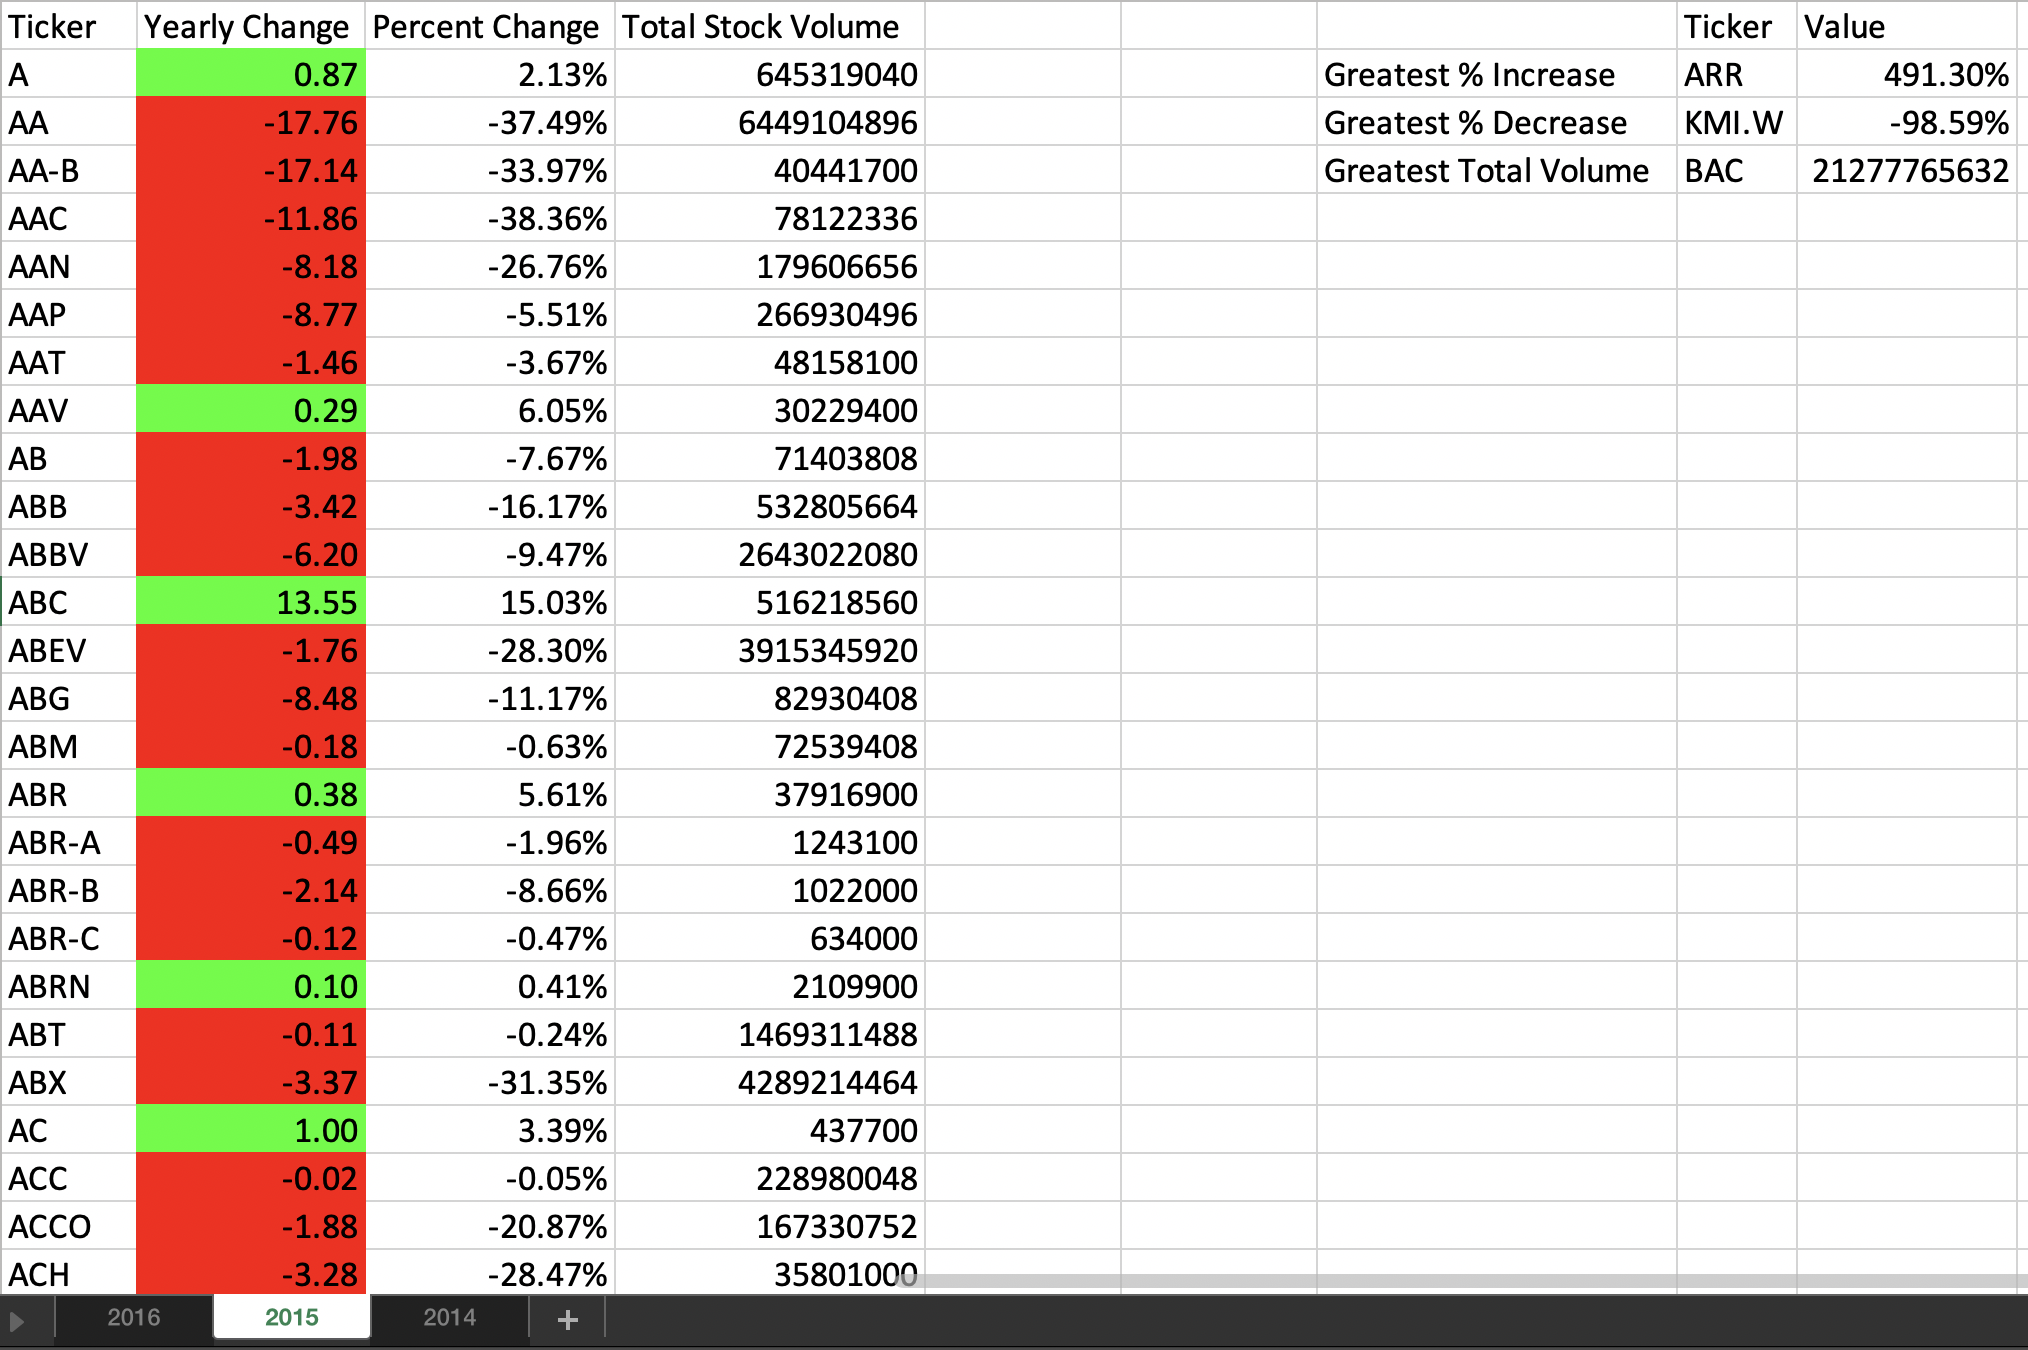 Ticker Yearly Change Percent Change Total Stock Volume Ticker Value
A 0.87 2.13% 645319040 Greatest % Increase ARR 491.30%
AA -17.76 -37.49% 6449104896 Greatest % Decrease KMI.W -98.59%
AA-B -17.14 -33.97% 40441700 Greatest Total Volume BAC 21277765632
AAC -11.86 -38.36% 78122336
AAN -8.18 -26.76% 179606656
AAP -8.77 -5.51% 266930496
AAT -1.46 -3.67% 48158100
AAV 0.29 6.05% 30229400
AB -1.98 -7.67% 71403808
ABB -3.42 -16.17% 532805664
ABBV -6.20 -9.47% 2643022080
ABC 13.55 15.03% 516218560
ABEV -1.76 -28.30% 3915345920
ABG -8.48 -11.17% 82930408
ABM -0.18 -0.63% 72539408
ABR 0.38 5.61% 37916900
ABR-A -0.49 -1.96% 1243100
ABR-B -2.14 -8.66% 1022000
ABR-C -0.12 -0.47% 634000
ABRN 0.10 0.41% 2109900
ABT -0.11 -0.24% 1469311488
ABX -3.37 -31.35% 4289214464
AC 1.00 3.39% 437700
ACC -0.02 -0.05% 228980048
ACCO -1.88 -20.87% 167330752
ACH -3.28 -28.47% 35801000
2016 2015 2014 +